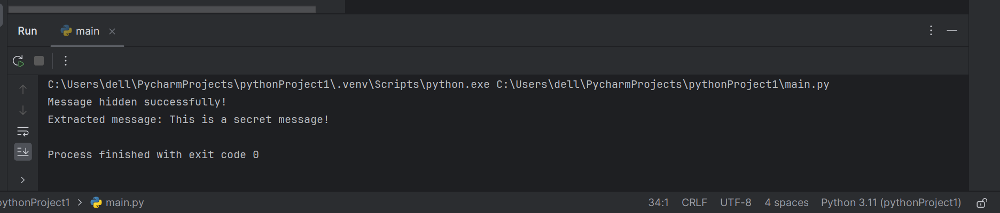 Run main
C:\Users\dell\PycharmProjects\pythonProject1\.venv\Scripts\python.exe C:\Users\dell\PycharmProjects\pythonProject1\main.py
Message hidden successfully!
Extracted message: This is a secret message!
Process finished with exit code 0
ythonProject1 main.py 34:1 CRLF UTF-8 4 spaces Python 3.11 (pythonProject1)